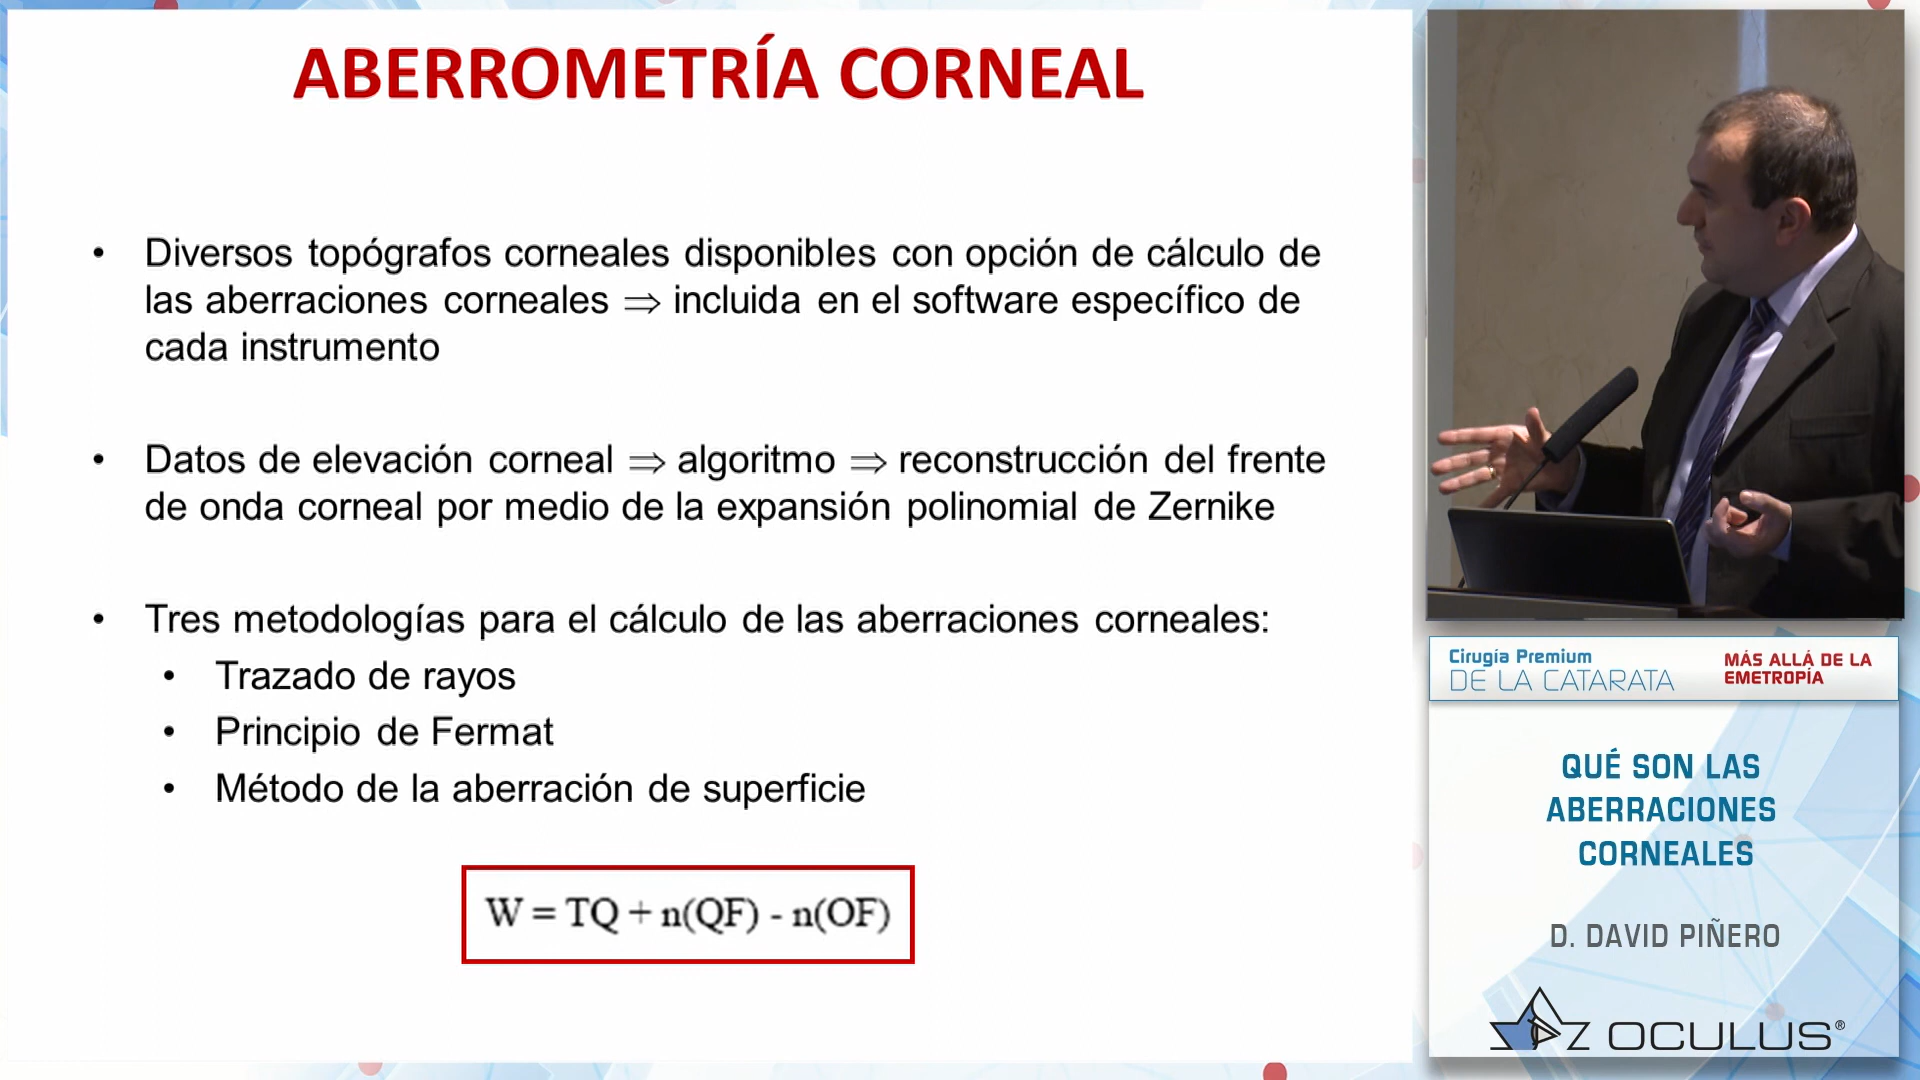 ABERROMETRÍA CORNEAL
• Diversos topógrafos corneales disponibles con opción de cálculo de
las aberraciones corneales ⇒ incluida en el software específico de
cada instrumento
• Datos de elevación corneal ⇒ algoritmo ⇒ reconstrucción del frente
de onda corneal por medio de la expansión polinomial de Zernike
• Tres metodologías para el cálculo de las aberraciones corneales:
• Trazado de rayos
• Principio de Fermat
• Método de la aberración de superficie
W = TQ + n(QF) - n(OF)
Cirugía Premium
DE LA CATARATA
MÁS ALLÁ DE LA
EMETROPÍA
QUÉ SON LAS
ABERRACIONES
CORNEALES
D. DAVID PIÑERO
OCULUS®